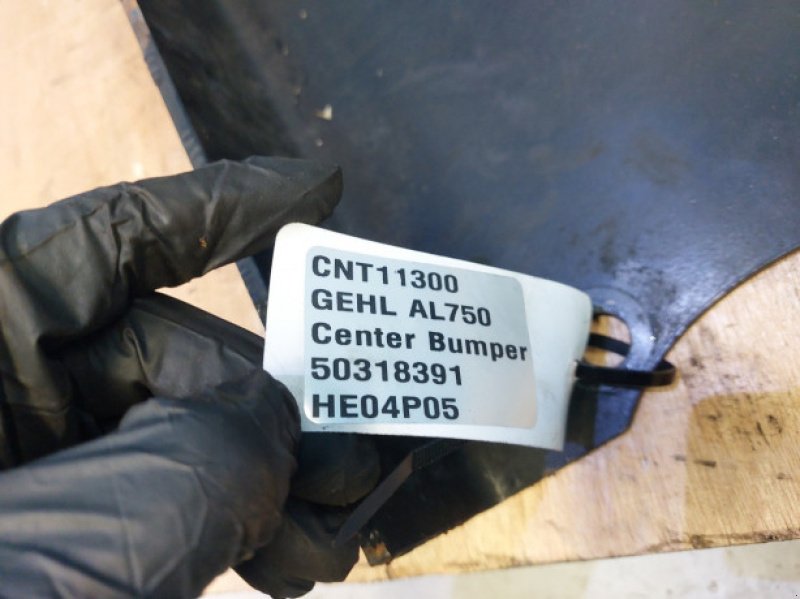 CNT11300
GEHL AL750
Center Bumper
50318391
HE04P05